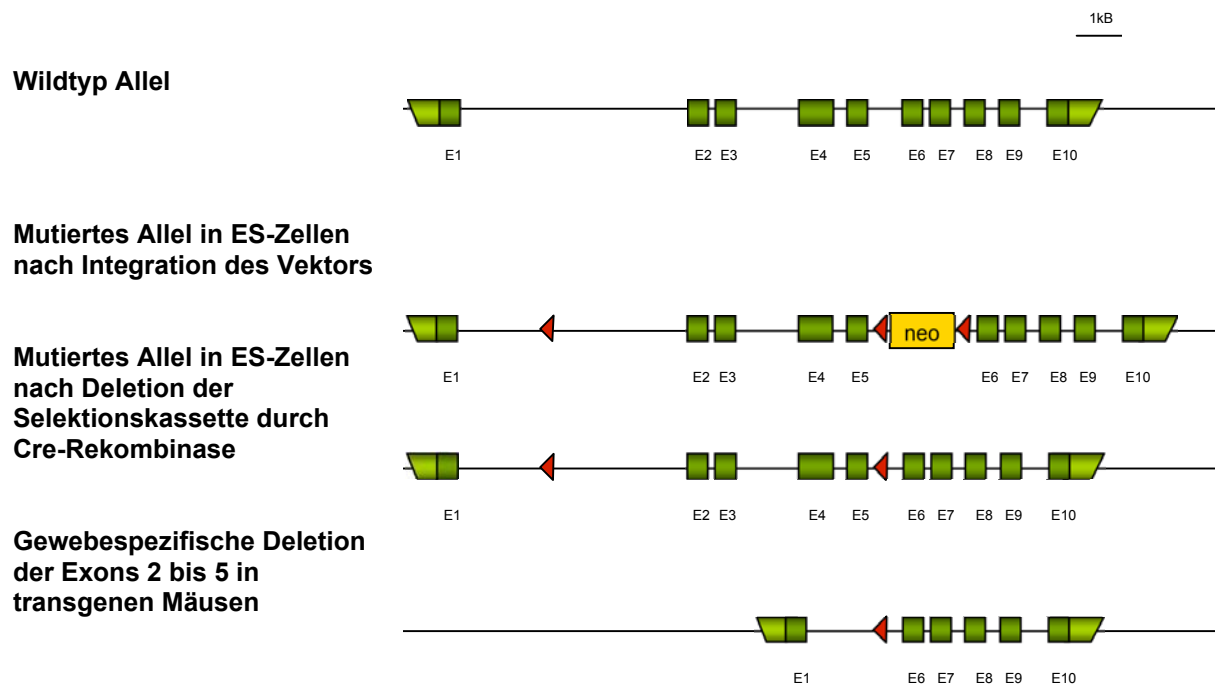 1kB
Wildtyp Allel
E1 E2 E3 E4 E5 E6 E7 E8 E9 E10
Mutiertes Allel in ES-Zellen
nach Integration des Vektors
neo
E1 E2 E3 E4 E5 E6 E7 E8 E9 E10
Mutiertes Allel in ES-Zellen
nach Deletion der
Selektionskassette durch
Cre-Rekombinase
E1 E2 E3 E4 E5 E6 E7 E8 E9 E10
Gewebespezifische Deletion
der Exons 2 bis 5 in
transgenen Mäusen
E1 E6 E7 E8 E9 E10